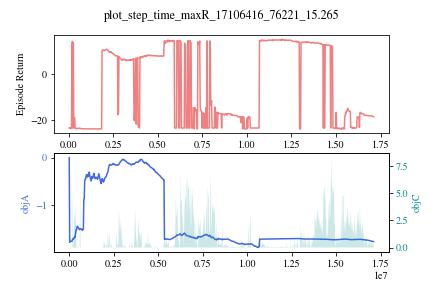 plot_step_time_maxR_17106416_76221_15.265
Episode Return
0
−20
0.00 0.25 0.50 0.75 1.00 1.25 1.50 1.75
objA
0
−1
objC
7.5
5.0
2.5
0.0
0.00 0.25 0.50 0.75 1.00 1.25 1.50 1.75
1e7